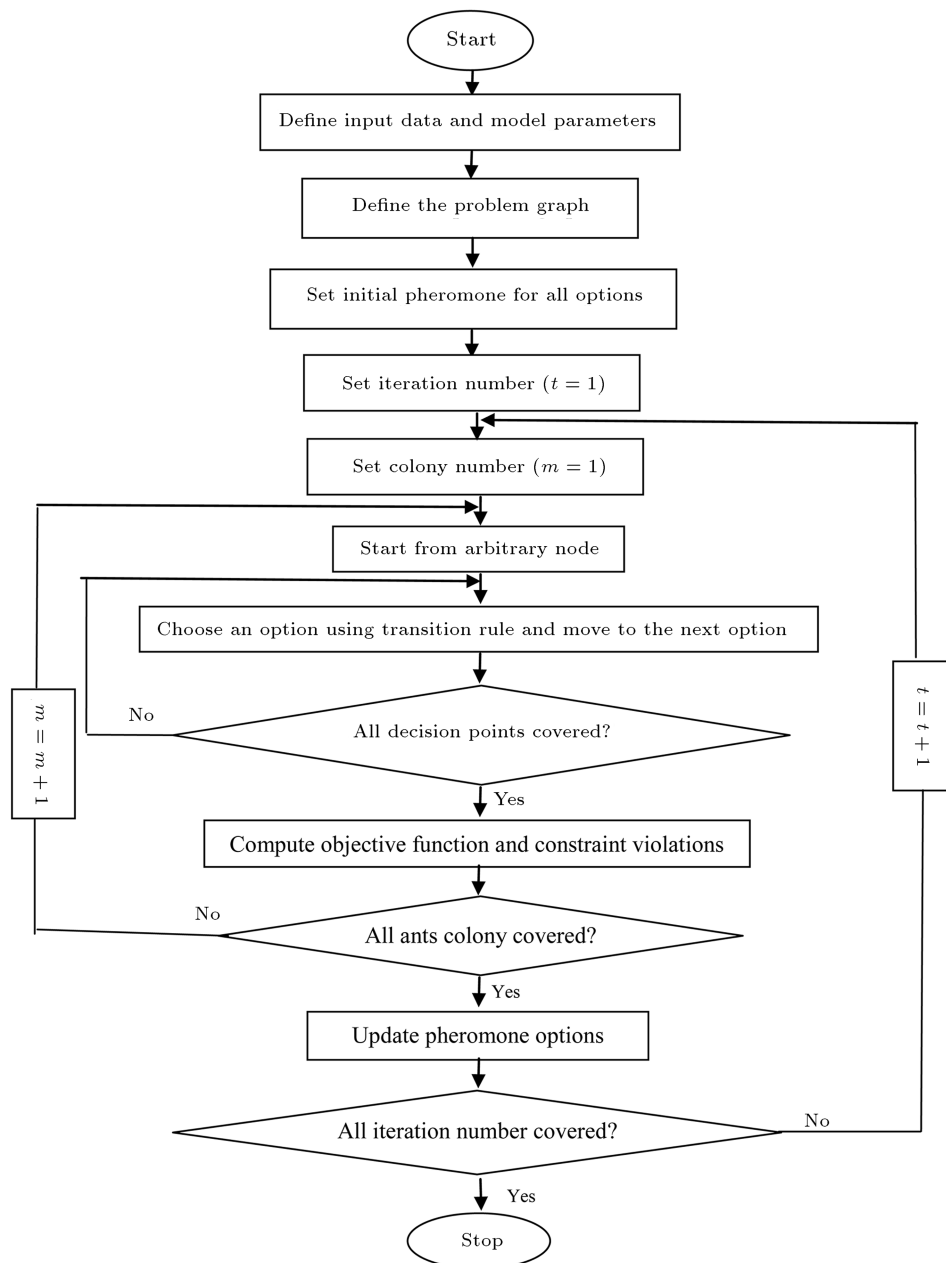 Start
Define input data and model parameters
Define the problem graph
Set initial pheromone for all options
Set iteration number (t = 1)
Set colony number (m = 1)
Start from arbitrary node
Choose an option using transition rule and move to the next option
No
All decision points covered?
m = m + 1
t = t + 1
Yes
Compute objective function and constraint violations
No
All ants colony covered?
Yes
Update pheromone options
All iteration number covered?
No
Yes
Stop